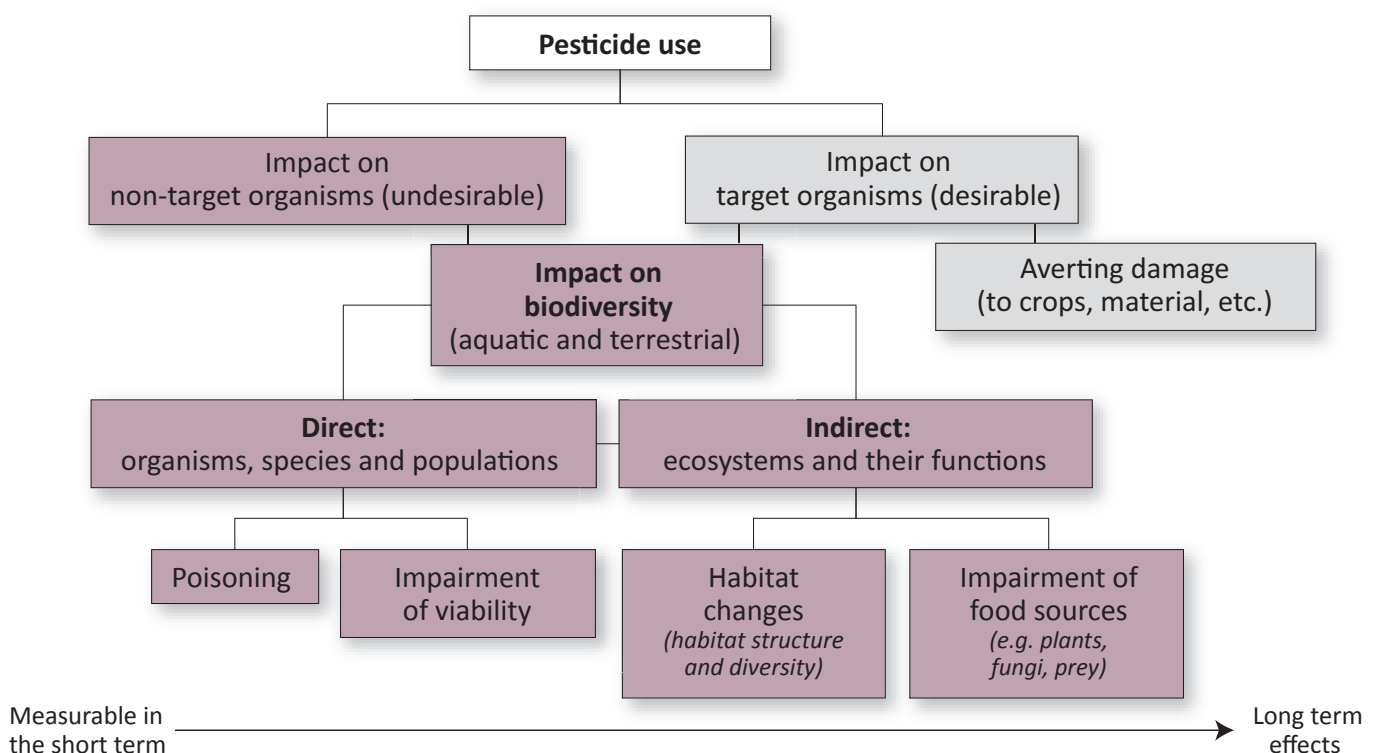 Pesticide use
Impact on
non-target organisms (undesirable)
Impact on
target organisms (desirable)
Impact on
biodiversity
(aquatic and terrestrial)
Averting damage
(to crops, material, etc.)
Direct:
organisms, species and populations
Indirect:
ecosystems and their functions
Poisoning
Impairment
of viability
Habitat
changes
(habitat structure
and diversity)
Impairment of
food sources
(e.g. plants,
fungi, prey)
Measurable in
the short term
Long term
effects